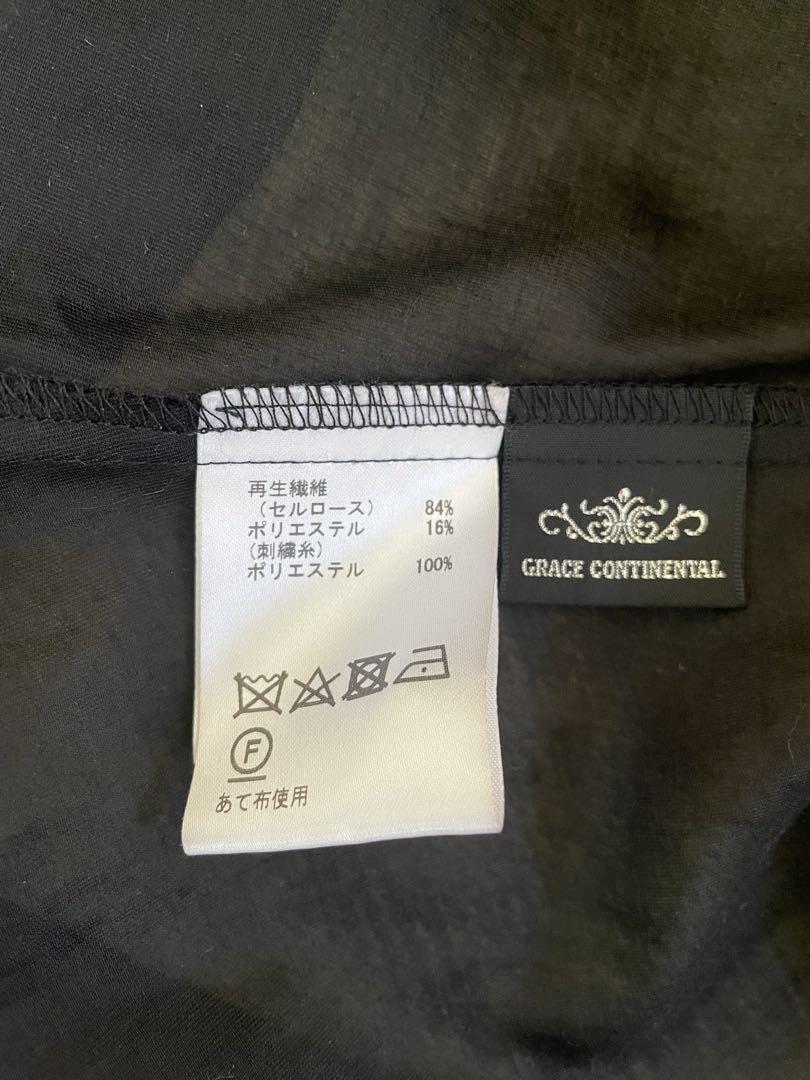 再生繊維
（セルロース） 84%
ポリエステル 16%
（刺繍糸）
ポリエステル 100%
F
あて布使用
GRACE CONTINENTAL